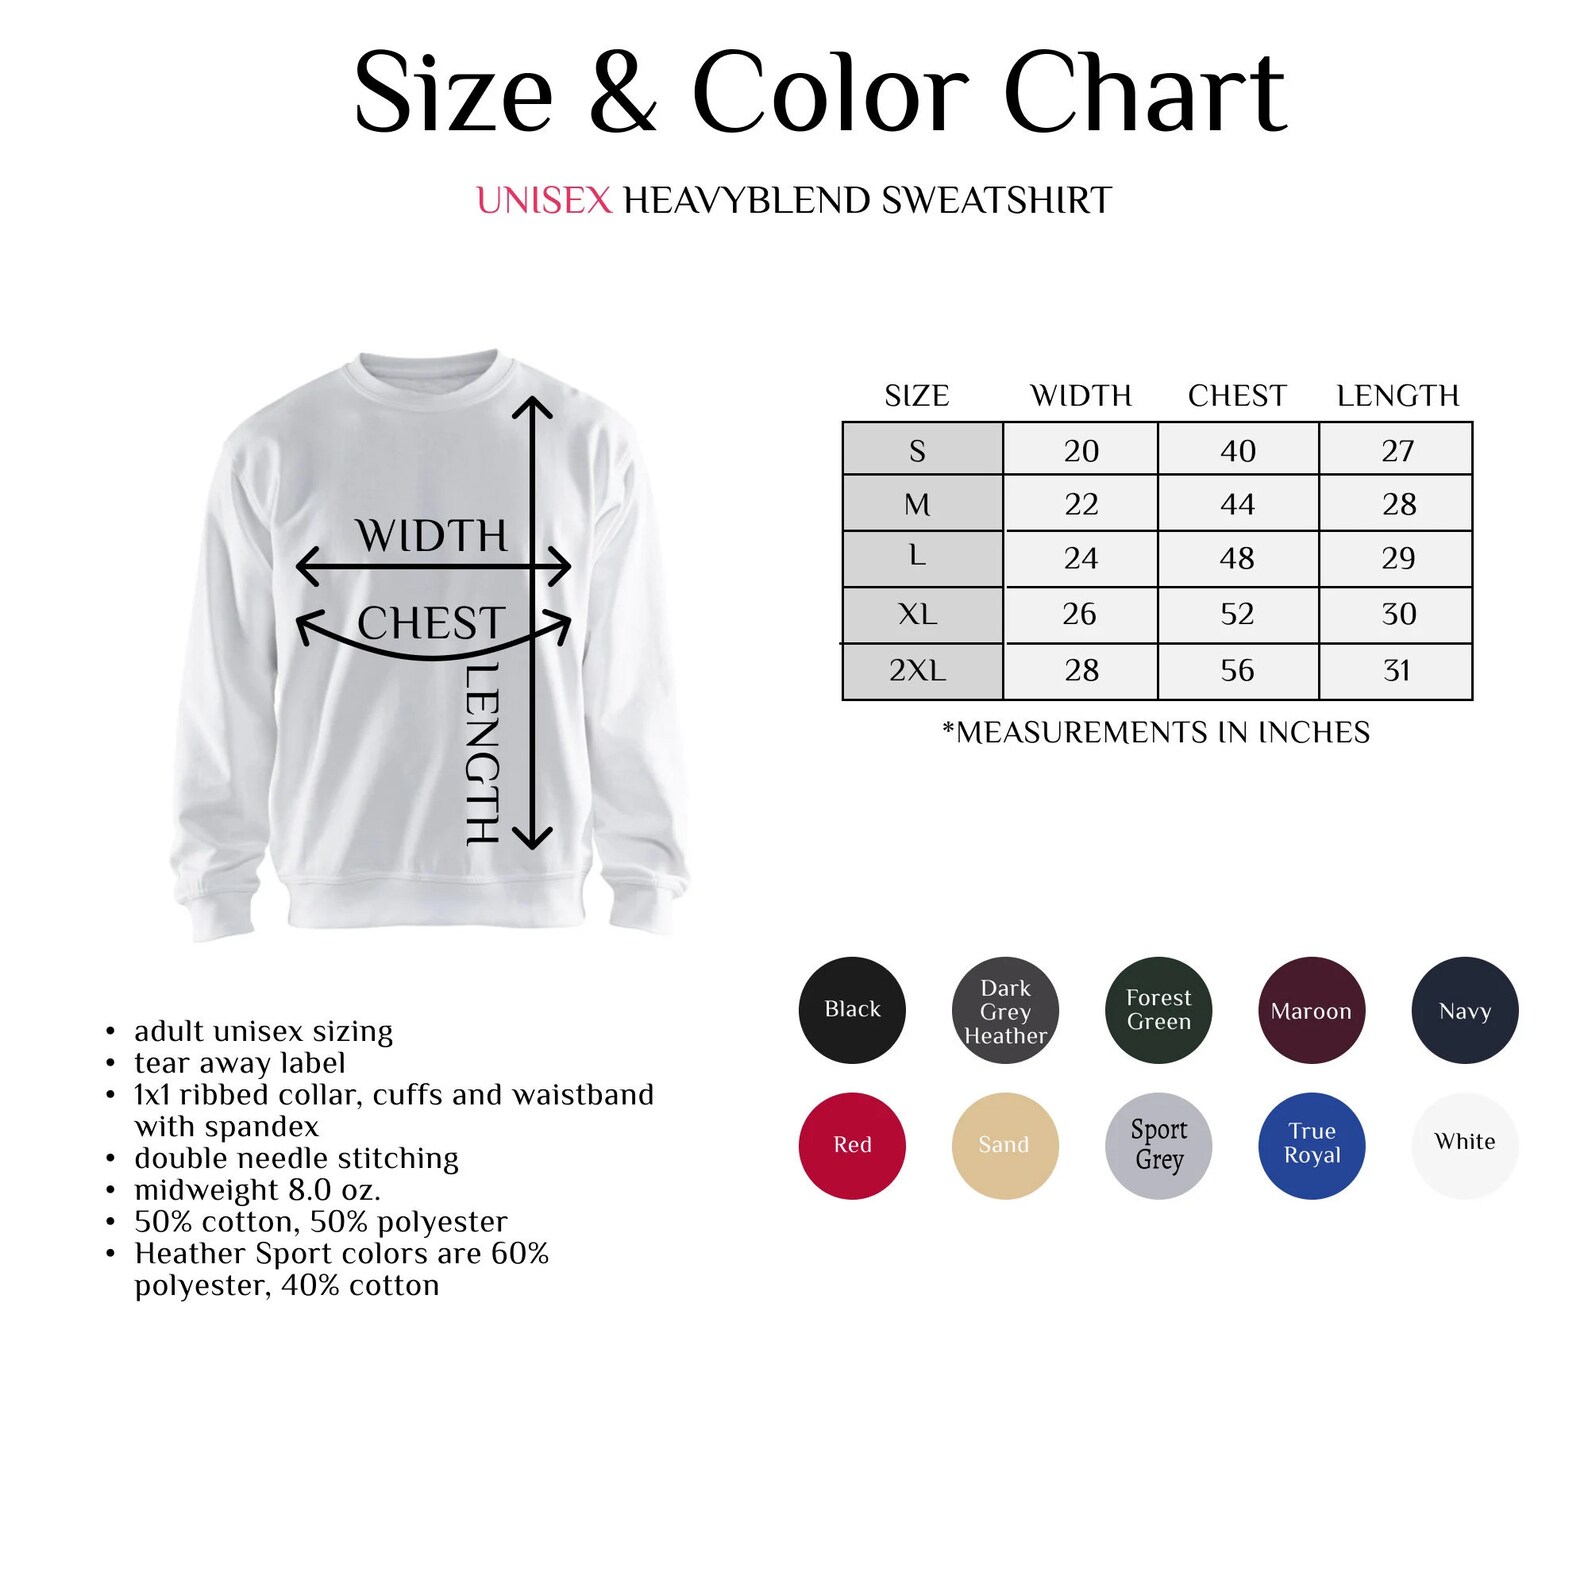 Size & Color Chart
UNISEX HEAVYBLEND SWEATSHIRT
WIDTH
CHEST
LENGTH
SIZE WIDTH CHEST LENGTH
S 20 40 27
M 22 44 28
L 24 48 29
XL 26 52 30
2XL 28 56 31
*MEASUREMENTS IN INCHES
• adult unisex sizing
• tear away label
• 1x1 ribbed collar, cuffs and waistband
with spandex
• double needle stitching
• midweight 8.0 oz.
• 50% cotton, 50% polyester
• Heather Sport colors are 60%
polyester, 40% cotton
Black
Dark
Grey
Heather
Forest
Green
Maroon
Navy
Red
Sand
Sport
Grey
True
Royal
White